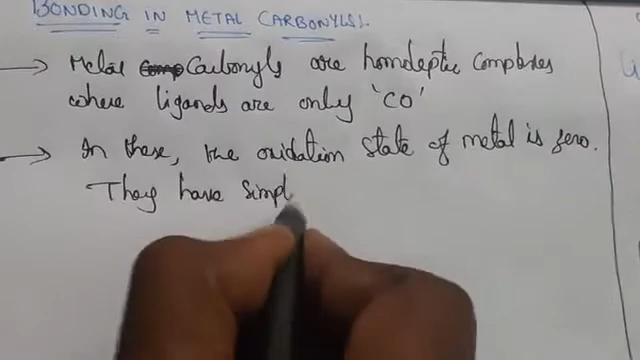 BONDING IN METAL CARBONYLS:
→ Metal Carbonyls are homoleptic complexes
where ligands are only 'CO'
→ In these, the oxidation state of metal is zero.
They have simpl